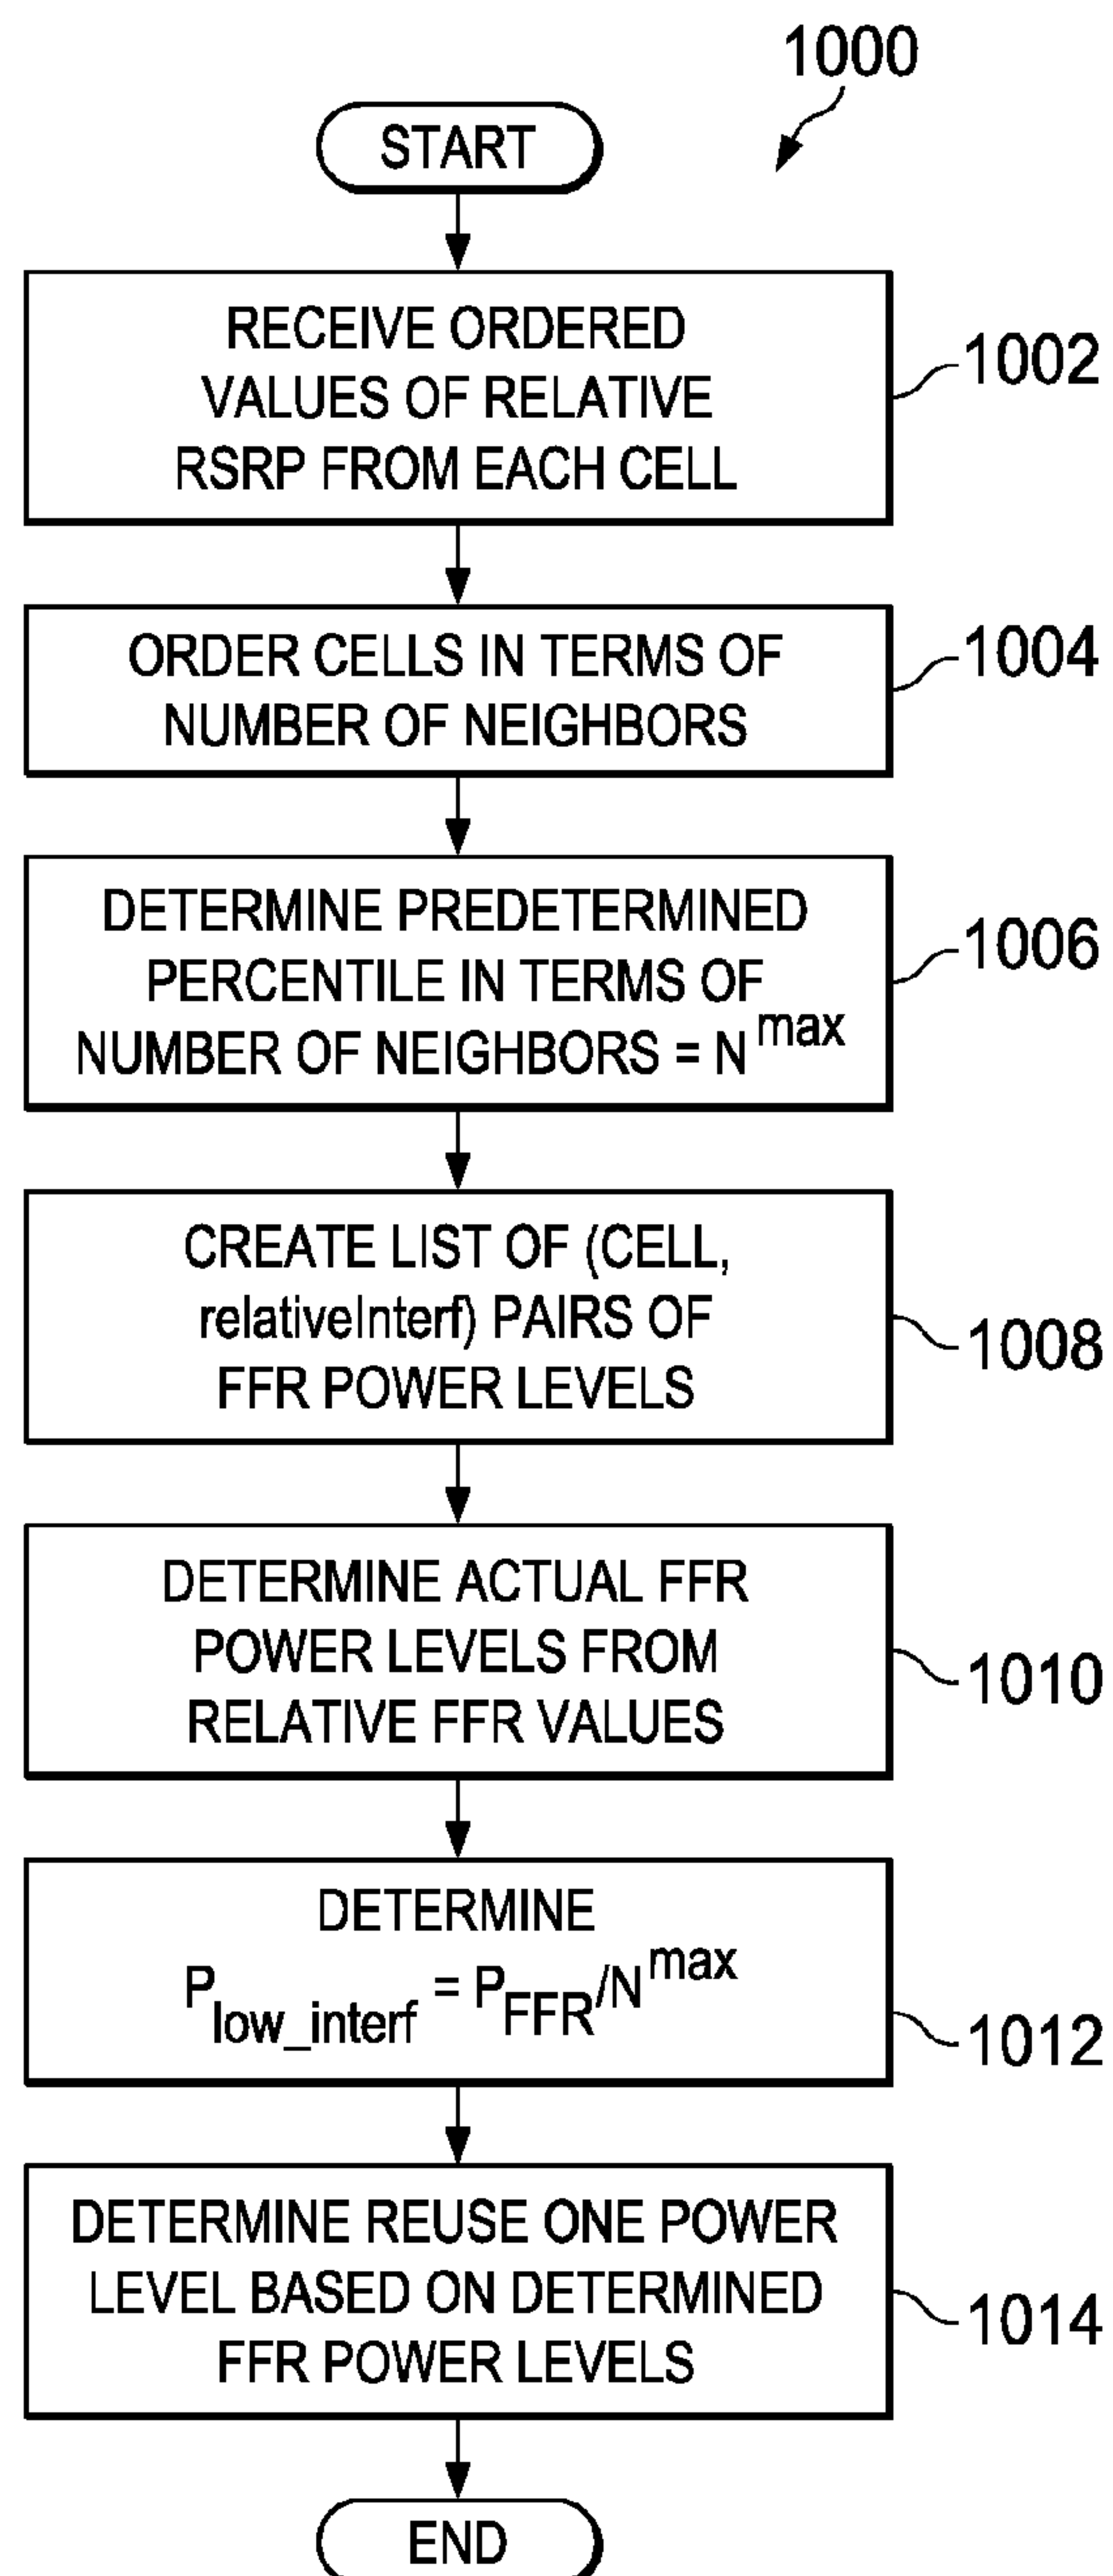 1000
START
RECEIVE ORDERED
VALUES OF RELATIVE
RSRP FROM EACH CELL
1002
ORDER CELLS IN TERMS OF
NUMBER OF NEIGHBORS
1004
DETERMINE PREDETERMINED
PERCENTILE IN TERMS OF
NUMBER OF NEIGHBORS = N^max
1006
CREATE LIST OF (CELL,
relativeInterf) PAIRS OF
FFR POWER LEVELS
1008
DETERMINE ACTUAL FFR
POWER LEVELS FROM
RELATIVE FFR VALUES
1010
DETERMINE
P_low_interf = P_FFR/N^max
1012
DETERMINE REUSE ONE POWER
LEVEL BASED ON DETERMINED
FFR POWER LEVELS
1014
END